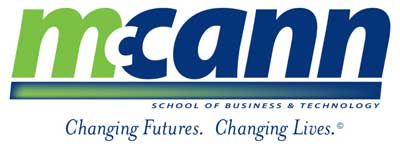 mccann
SCHOOL OF BUSINESS & TECHNOLOGY
Changing Futures. Changing Lives.©